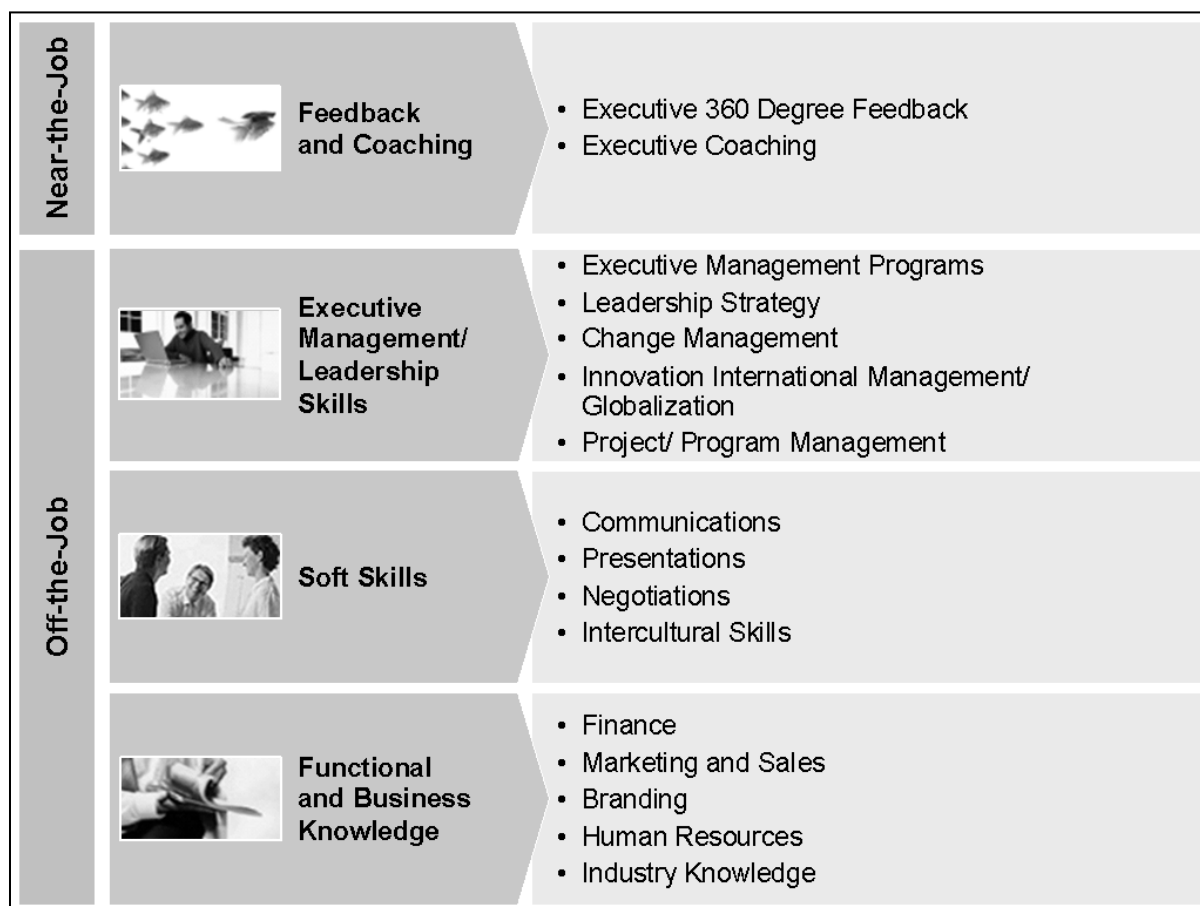 Near-the-Job
Feedback
and Coaching
• Executive 360 Degree Feedback
• Executive Coaching
Off-the-Job
Executive
Management/
Leadership
Skills
• Executive Management Programs
• Leadership Strategy
• Change Management
• Innovation International Management/
Globalization
• Project/ Program Management
Soft Skills
• Communications
• Presentations
• Negotiations
• Intercultural Skills
Functional
and Business
Knowledge
• Finance
• Marketing and Sales
• Branding
• Human Resources
• Industry Knowledge